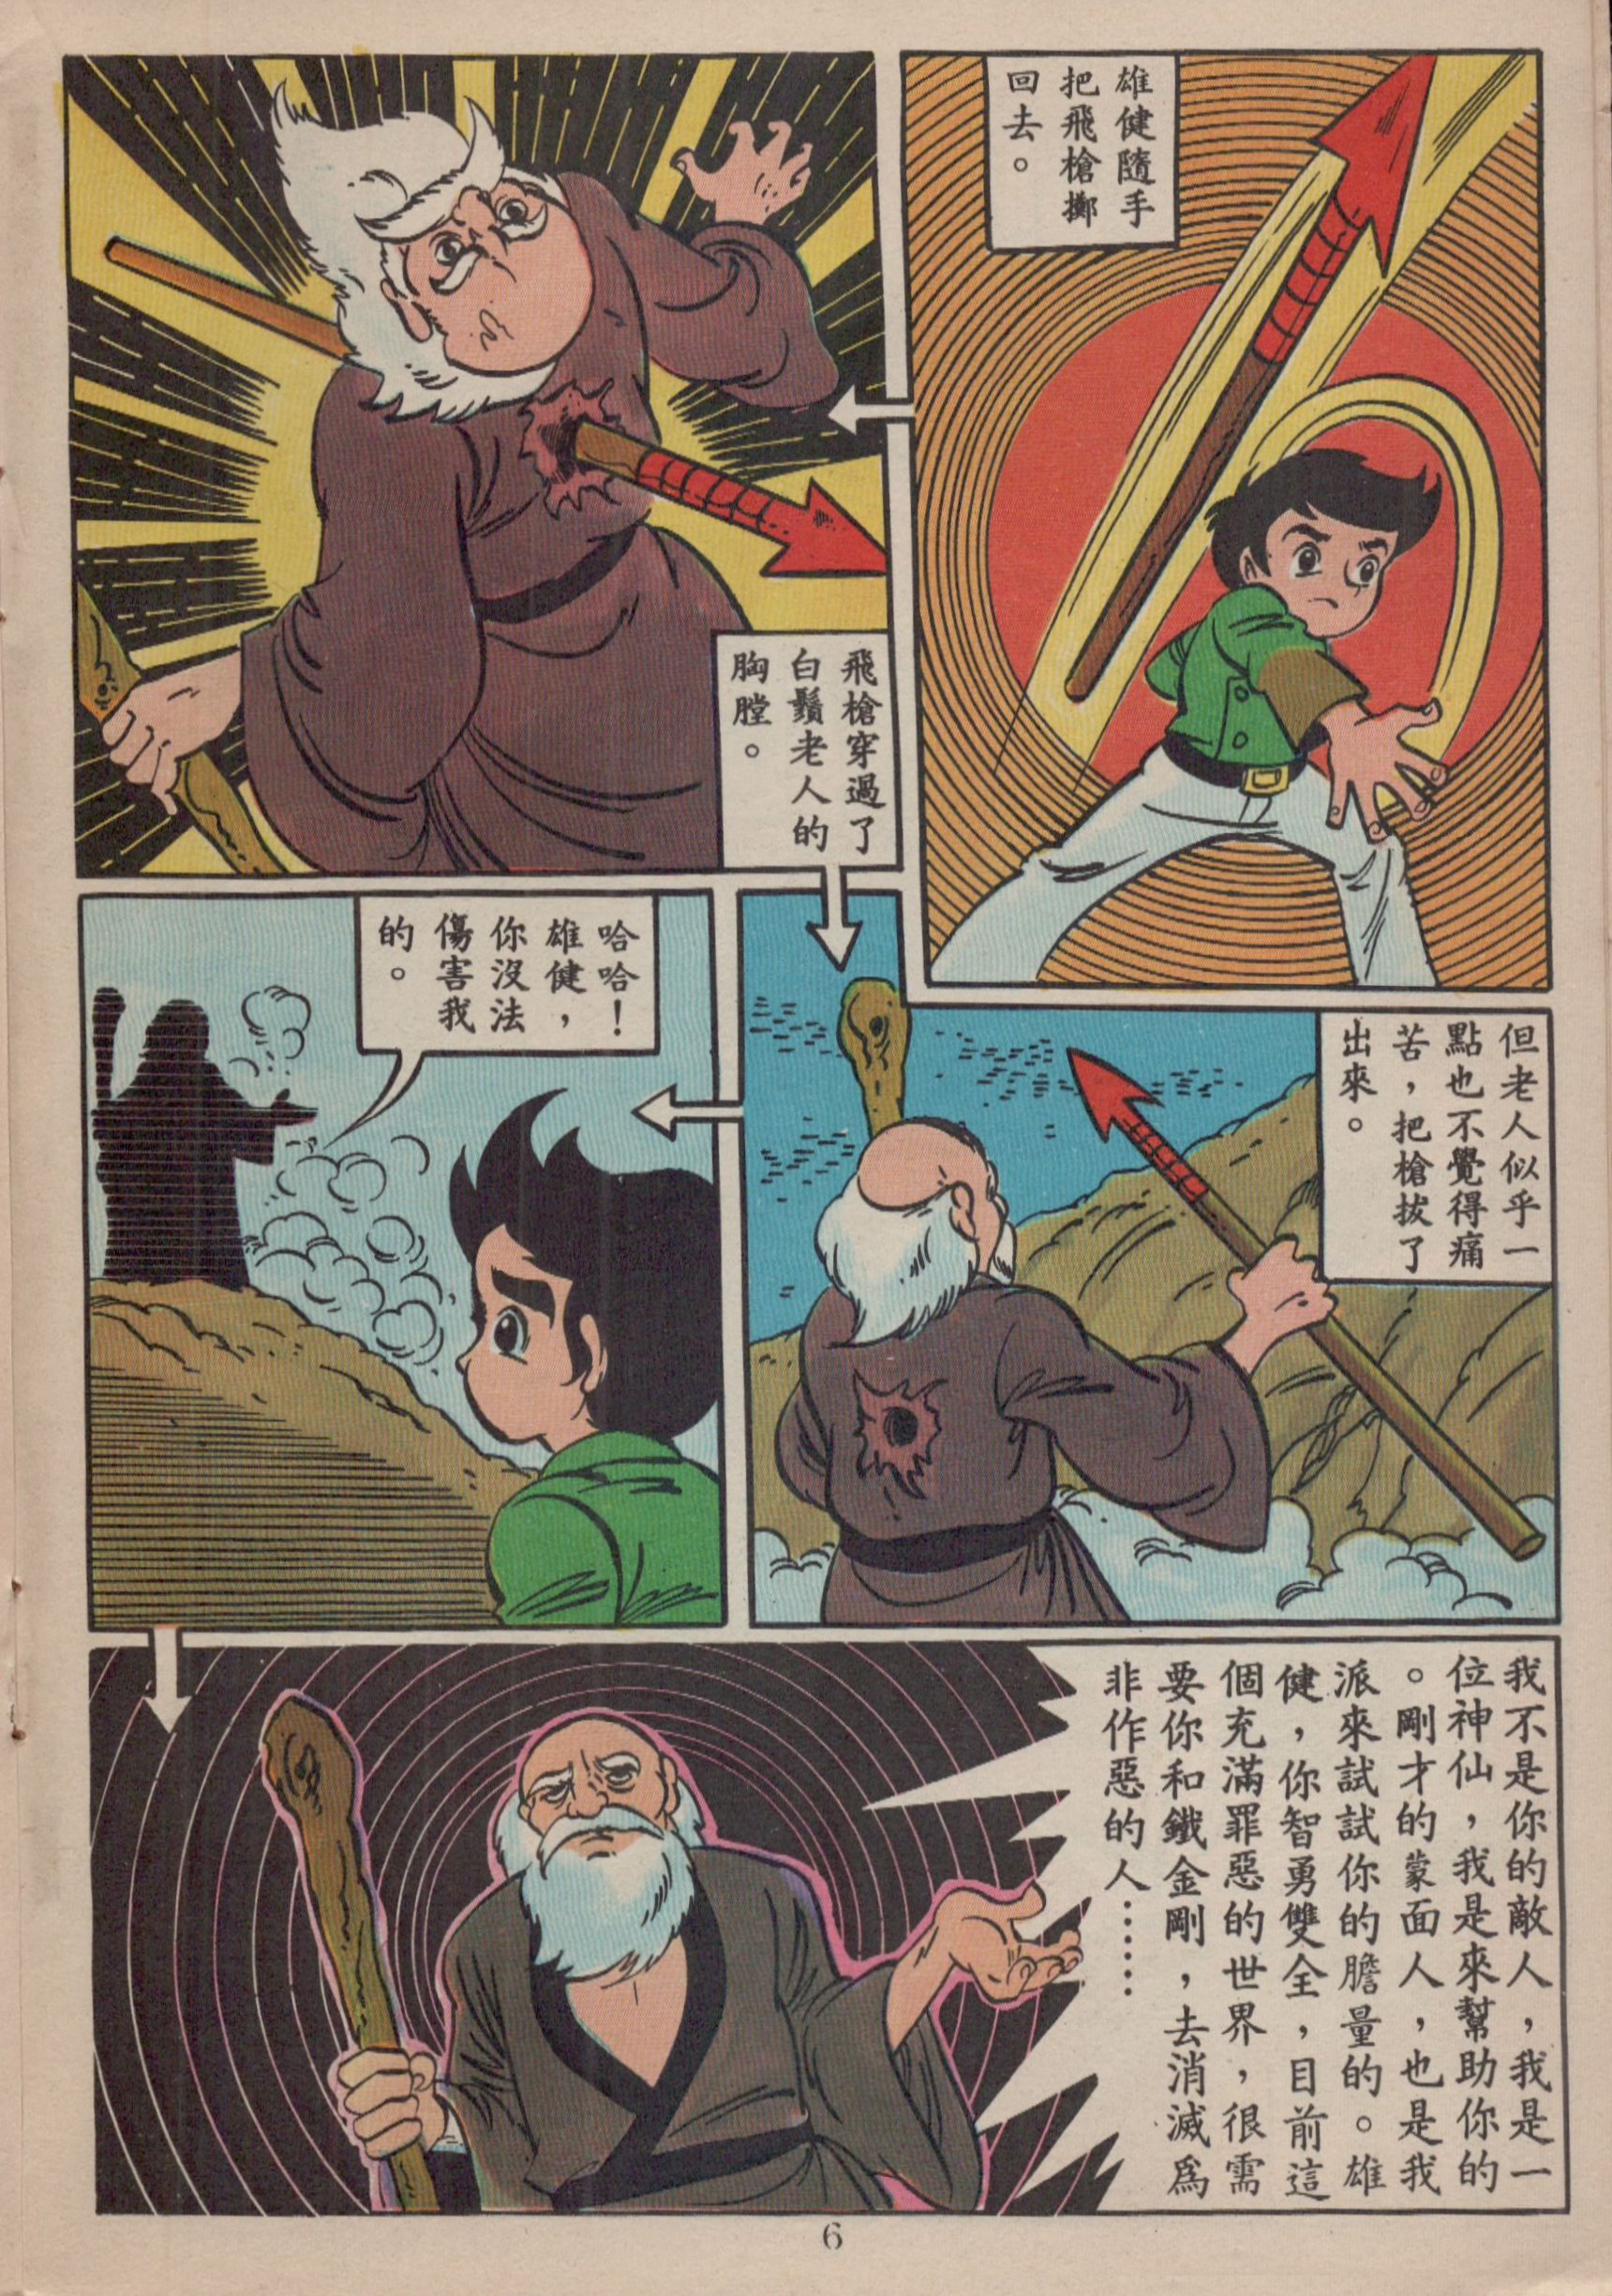 雄健隨手
把飛槍擲
回去。
飛槍穿過了
白鬚老人的
胸膛。
但老人似乎一
點也不覺得痛
苦，把槍拔了
出來。
哈哈！
雄健，
你沒法
傷害我
的。
我不是你的敵人，我是一
位神仙，我是來幫助你的
。剛才的蒙面人，也是我
派來試試你的膽量的。雄
健，你智勇雙全，目前這
個充滿罪惡的世界，很需
要你和鐵金剛，去消滅爲
非作惡的人……
6